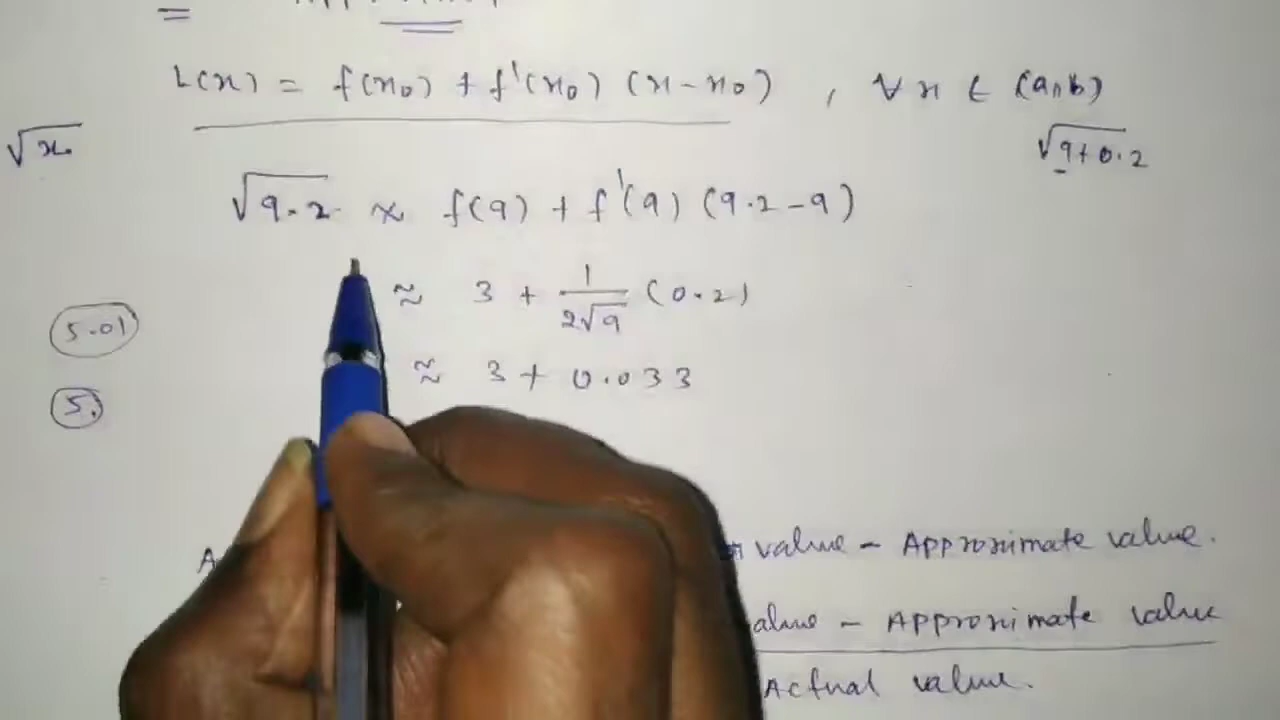 =
L(x) = f(x₀) + f'(x₀) (x-x₀) , ∀ x ∈ (a,b)
√x
√9+0.2
√9.2 ≈ f(9) + f'(9) (9.2-9)
≈ 3 + 1/(2√9) (0.2)
5.01
≈ 3 + 0.033
5.
value - Approximate value.
- Approximate value
Actual value.